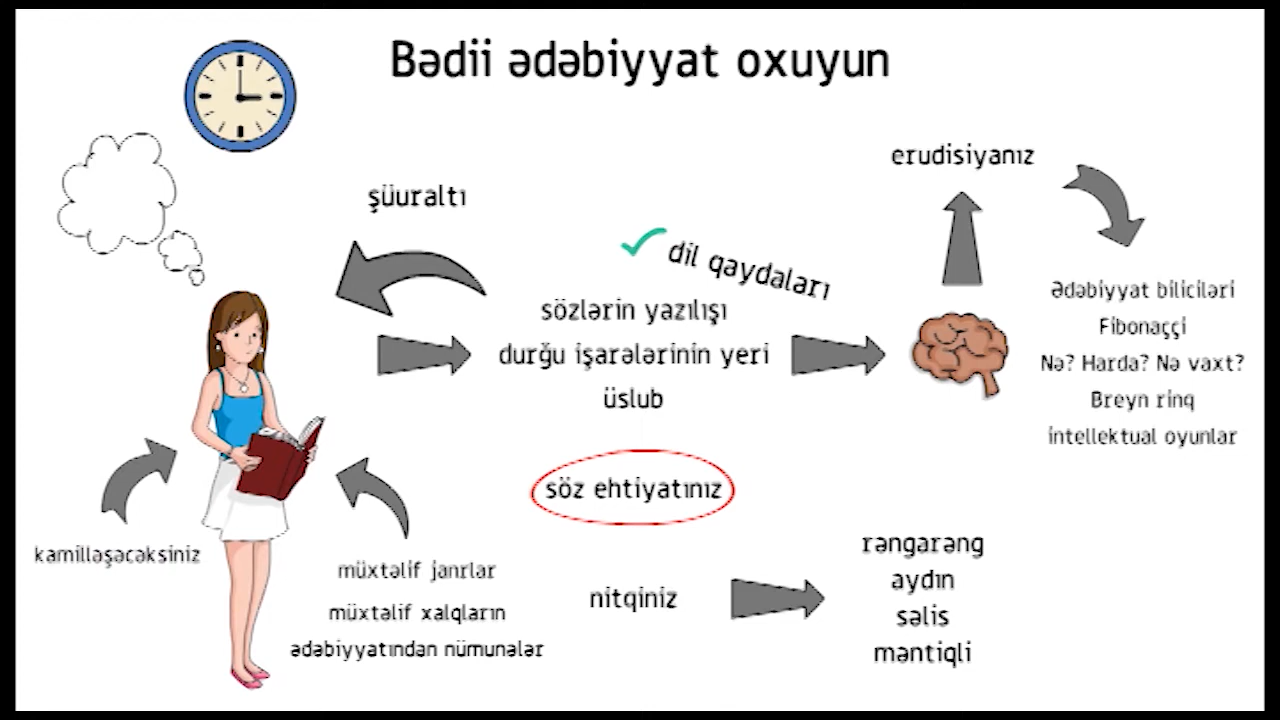 Bədii ədəbiyyat oxuyun
şüuraltı
dil qaydaları
sözlərin yazılışı
durğu işarələrinin yeri
üslub
erudisiyanız
Ədəbiyyat biliciləri
Fibonaççi
Nə? Harda? Nə vaxt?
Breyn rinq
intellektual oyunlar
söz ehtiyatınız
kamilləşəcəksiniz
müxtəlif janrlar
müxtəlif xalqların
ədəbiyyatından nümunələr
nitqiniz
rəngarəng
aydın
səlis
məntiqli